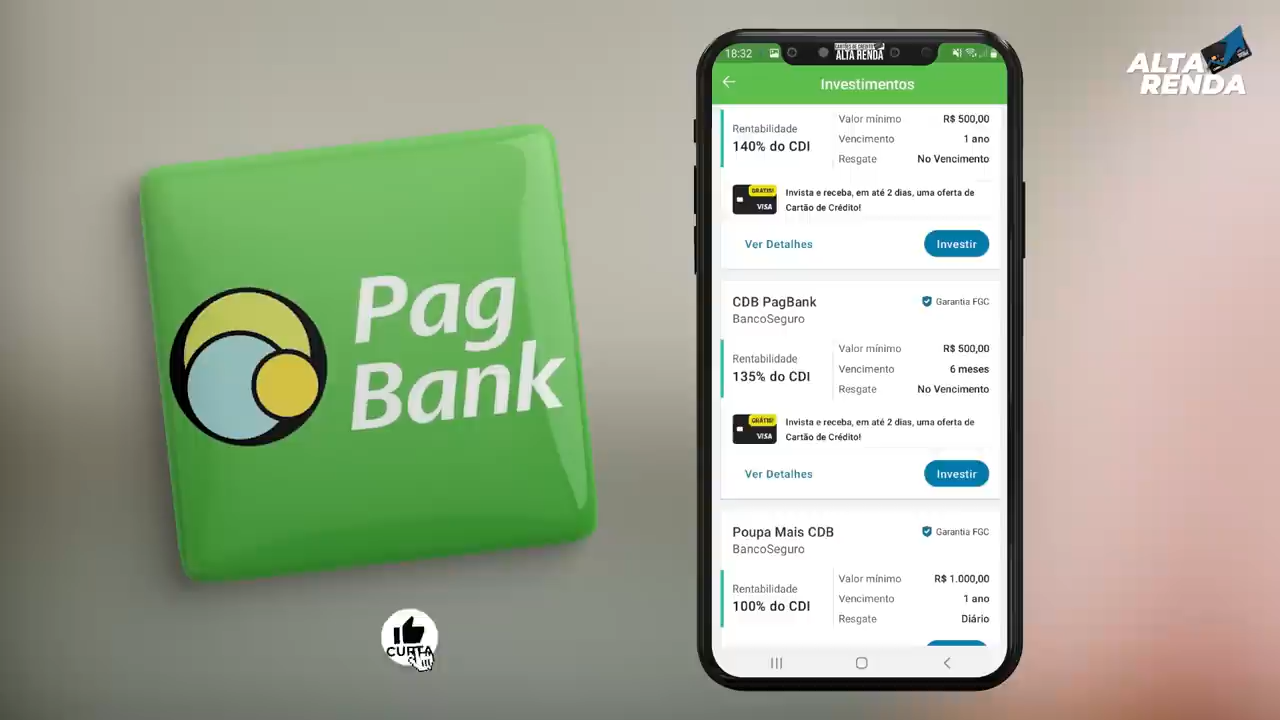 Pag
Bank
CURTA
ALTA
RENDA
18:32
CARTÕES DE CRÉDITO
ALTA RENDA
Investimentos
Rentabilidade
140% do CDI
Valor mínimo R$ 500,00
Vencimento 1 ano
Resgate No Vencimento
GRÁTIS!
VISA
Invista e receba, em até 2 dias, uma oferta de
Cartão de Crédito!
Ver Detalhes Investir
CDB PagBank Garantia FGC
BancoSeguro
Rentabilidade
135% do CDI
Valor mínimo R$ 500,00
Vencimento 6 meses
Resgate No Vencimento
GRÁTIS!
VISA
Invista e receba, em até 2 dias, uma oferta de
Cartão de Crédito!
Ver Detalhes Investir
Poupa Mais CDB Garantia FGC
BancoSeguro
Rentabilidade
100% do CDI
Valor mínimo R$ 1.000,00
Vencimento 1 ano
Resgate Diário